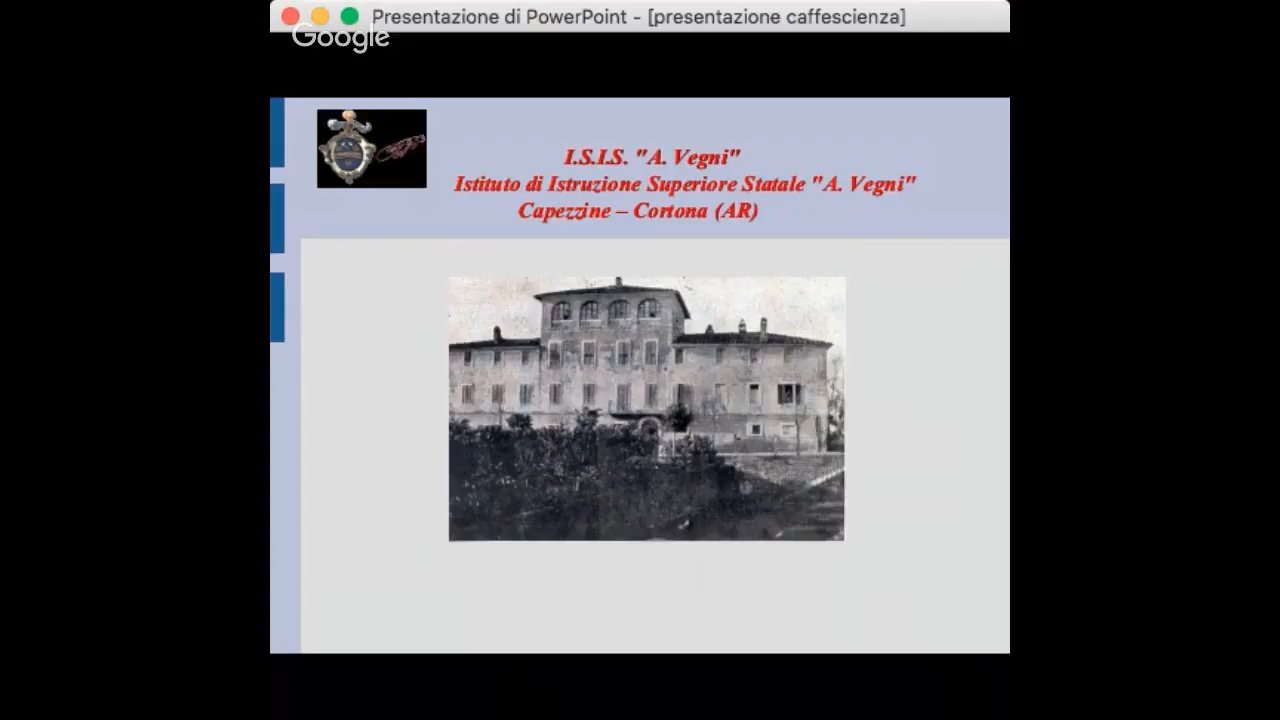 Presentazione di PowerPoint - [presentazione caffescienza]
Google
I.S.I.S. "A. Vegni"
Istituto di Istruzione Superiore Statale "A. Vegni"
Capezzine – Cortona (AR)